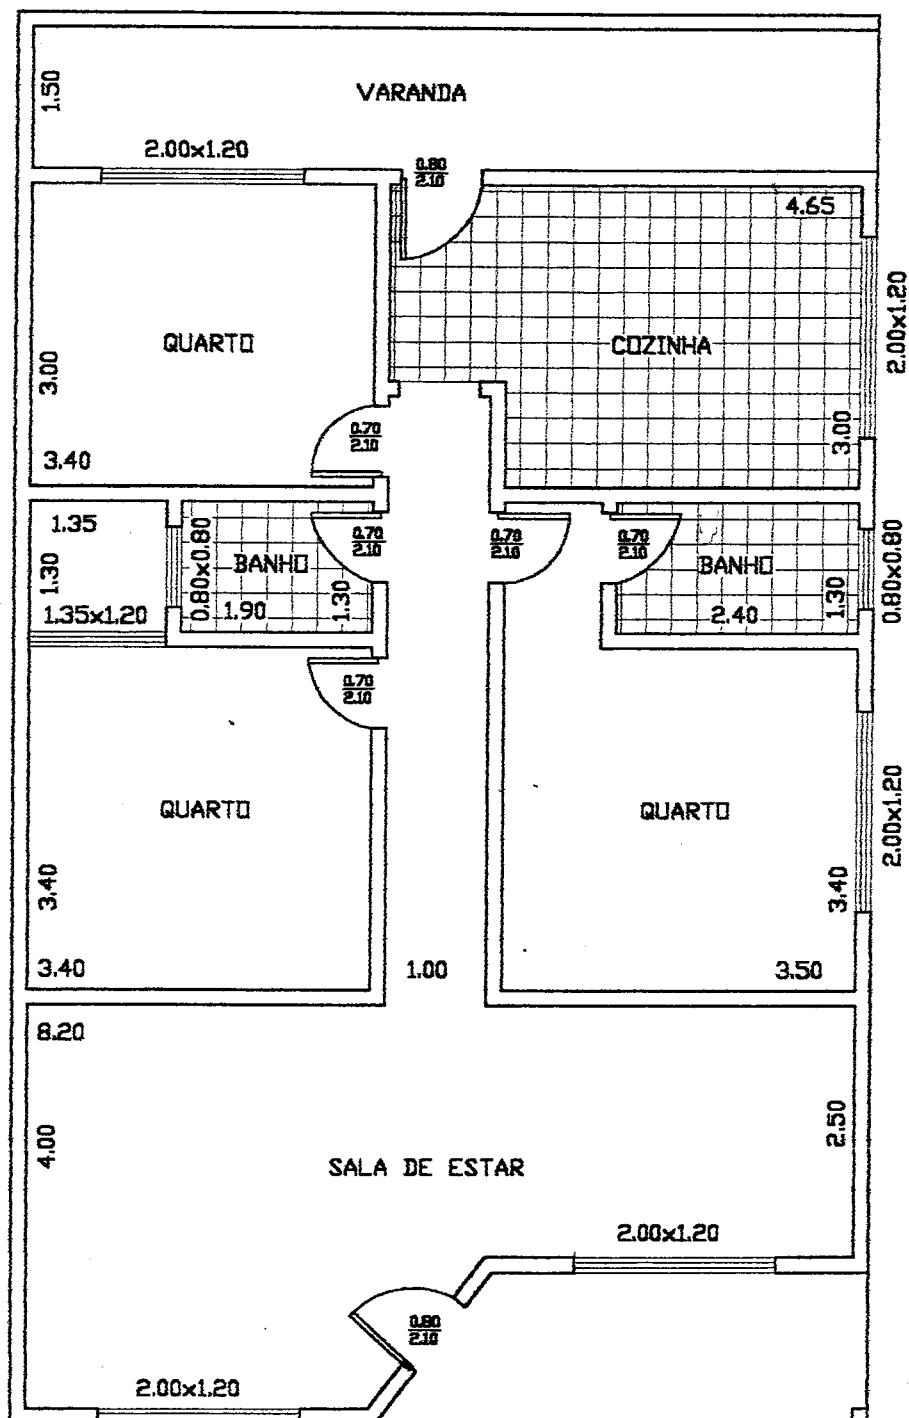 VARANDA
1.50
2.00x1.20
0.80
2.10
4.65
2.00x1.20
QUARTO
COZINHA
3.00
3.00
3.40
0.70
2.10
1.35
1.30
1.35x1.20
0.80x0.80
BANHO
1.90
1.30
0.70
2.10
0.70
2.10
0.70
2.10
BANHO
2.40
1.30
0.80x0.80
0.70
2.10
QUARTO
QUARTO
2.00x1.20
3.40
3.40
3.40
1.00
3.50
8.20
4.00
2.50
SALA DE ESTAR
2.00x1.20
0.80
2.10
2.00x1.20